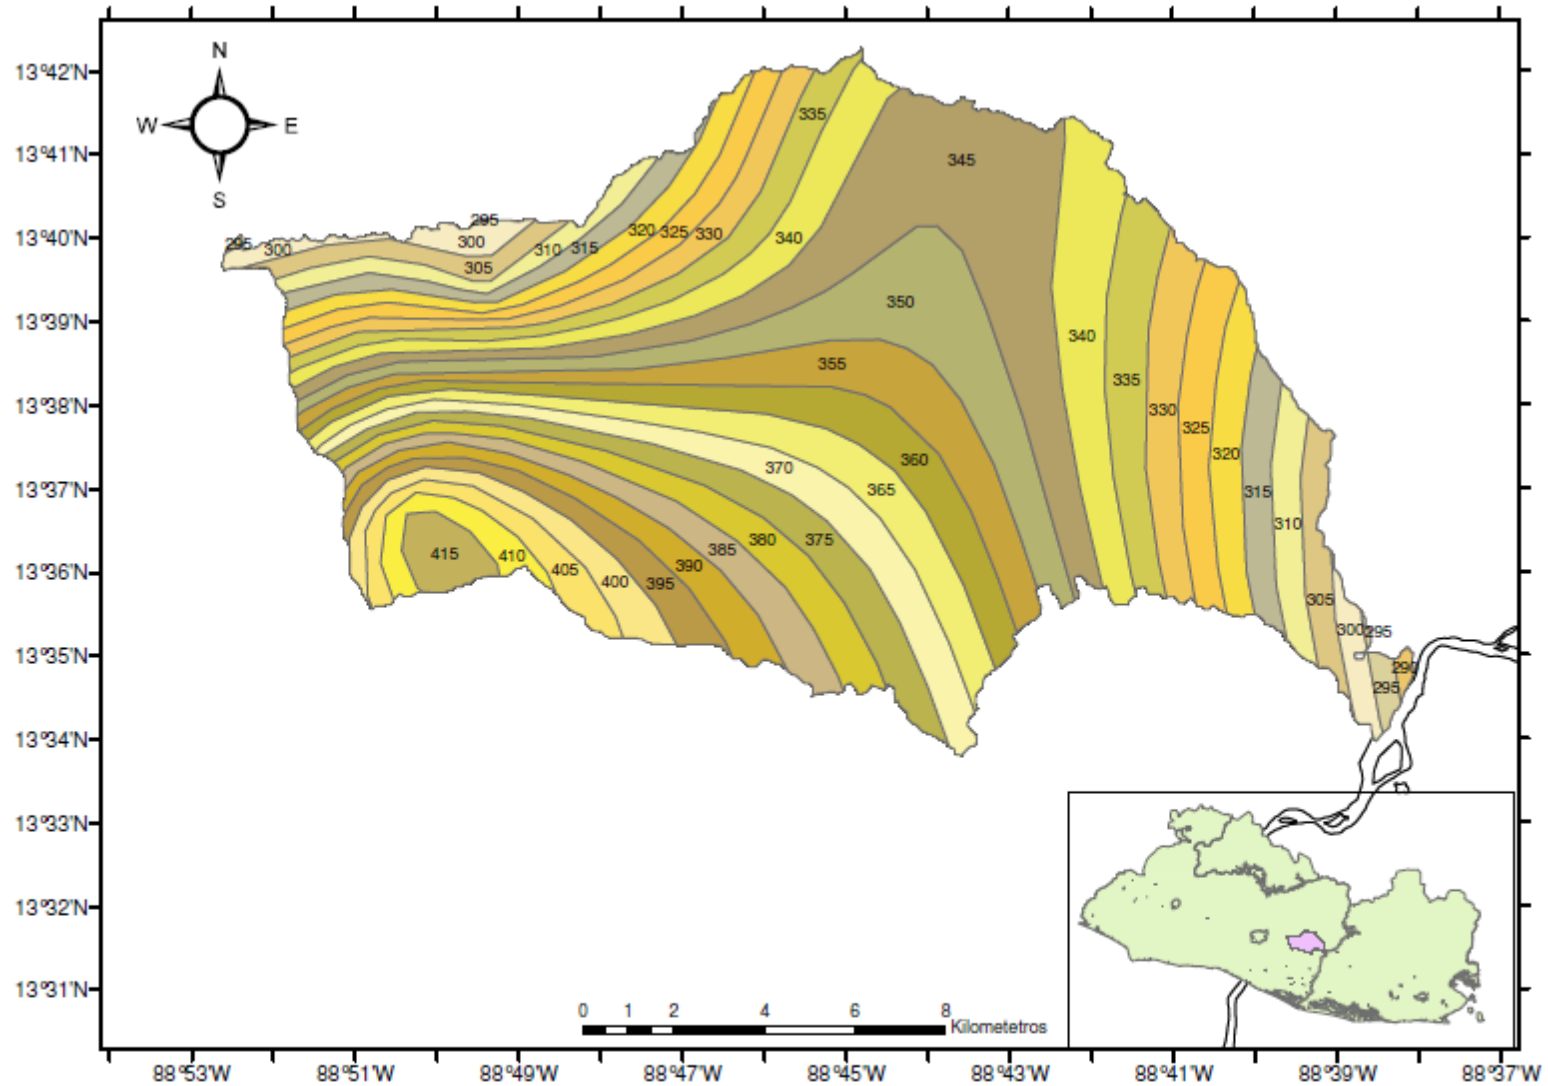 13°42'N
N
W E
S
13°41'N
13°40'N
13°39'N
13°38'N
13°37'N
13°36'N
13°35'N
13°34'N
13°33'N
13°32'N
13°31'N
335
345
295
320 325 330
340
295 300
300
310 315
305
350
340
355
335
330
325
360
320
370
365
315
310
380
375
385
415
410
390
405
400
395
305
300 295
290
295
0 1 2 4 6 8
Kilometetros
88°53'W 88°51'W 88°49'W 88°47'W 88°45'W 88°43'W 88°41'W 88°39'W 88°37'W